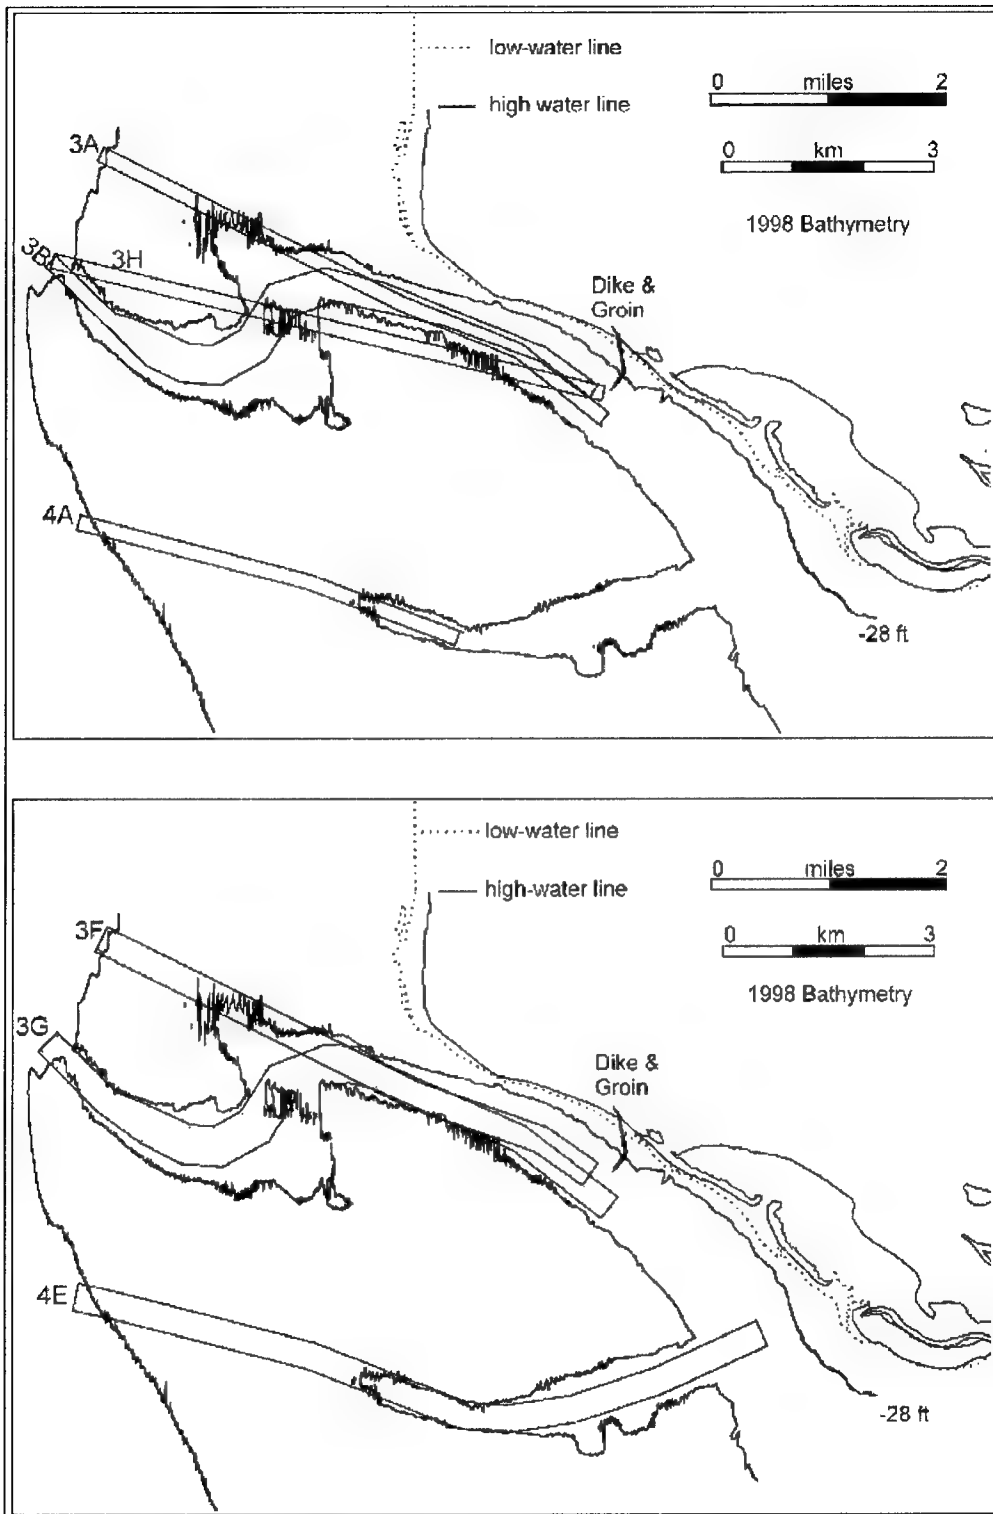 low-water line
0 miles 2
high water line
3A
0 km 3
1998 Bathymetry
3B
3H
Dike &
Groin
4A
-28 ft
low-water line
0 miles 2
high-water line
3F
0 km 3
1998 Bathymetry
3G
Dike &
Groin
4E
-28 ft